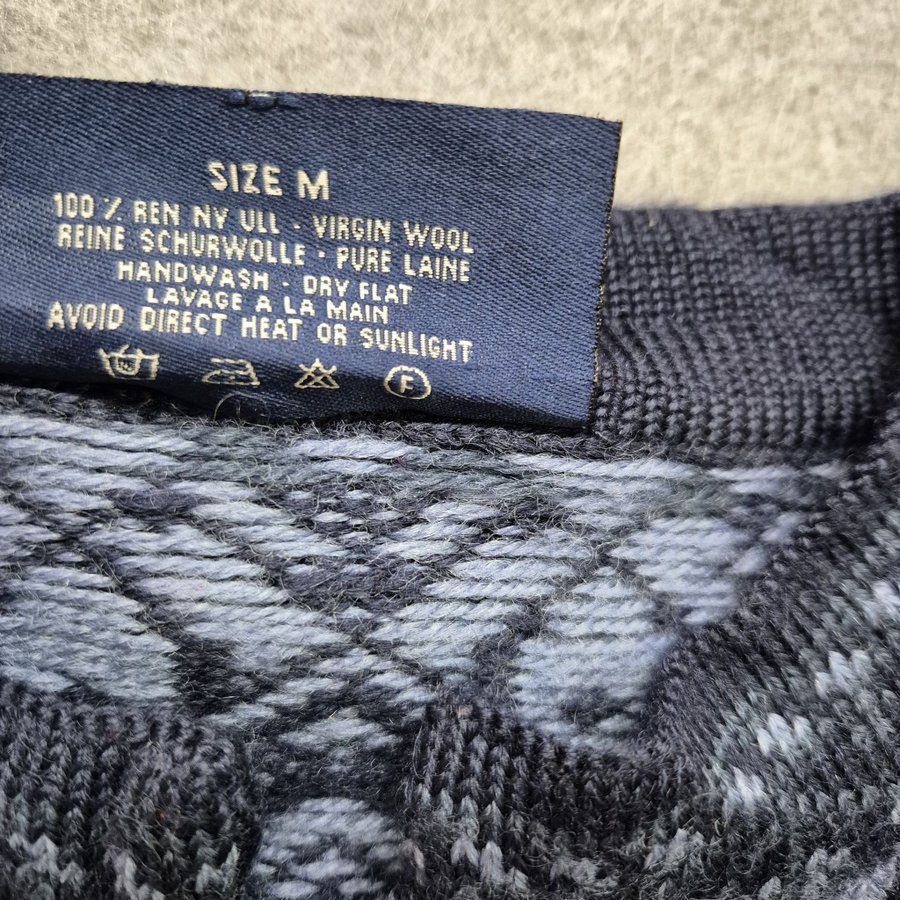 SIZE M
100 % REN NY ULL - VIRGIN WOOL
REINE SCHURWOLLE - PURE LAINE
HANDWASH - DRY FLAT
LAVAGE A LA MAIN
AVOID DIRECT HEAT OR SUNLIGHT
F